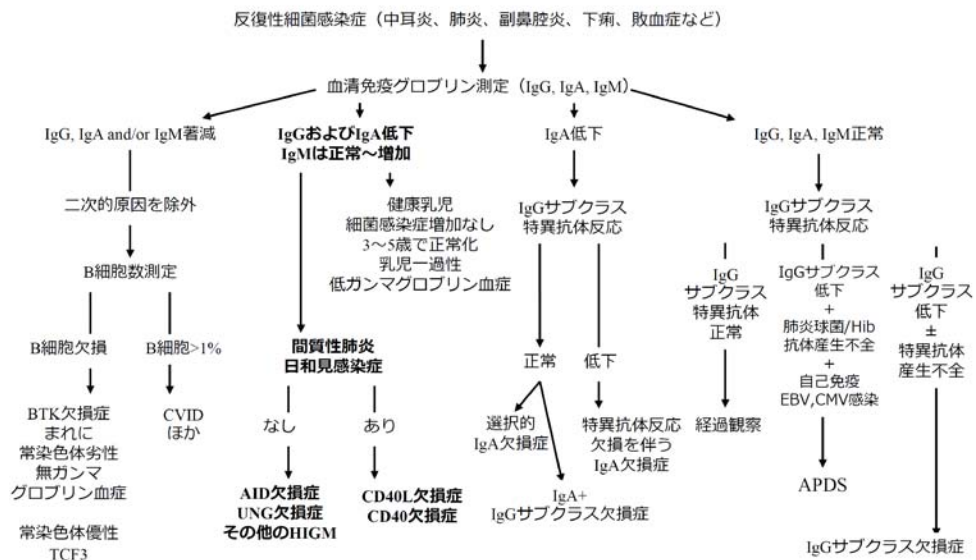 反復性細菌感染症（中耳炎、肺炎、副鼻腔炎、下痢、敗血症など）
血清免疫グロブリン測定（IgG, IgA, IgM）
IgG, IgA and/or IgM著減
二次的原因を除外
B細胞数測定
B細胞欠損
B細胞>1%
BTK欠損症
まれに
常染色体劣性
無ガンマ
グロブリン血症
常染色体優性
TCF3
CVID
ほか
IgGおよびIgA低下
IgMは正常～増加
健康乳児
細菌感染症増加なし
3～5歳で正常化
乳児一過性
低ガンマグロブリン血症
間質性肺炎
日和見感染症
なし
あり
AID欠損症
UNG欠損症
その他のHIGM
CD40L欠損症
CD40欠損症
IgA低下
IgGサブクラス
特異抗体反応
正常
低下
選択的
IgA欠損症
IgA+
IgGサブクラス欠損症
特異抗体反応
欠損を伴う
IgA欠損症
IgG, IgA, IgM正常
IgGサブクラス
特異抗体反応
IgG
サブクラス
特異抗体
正常
経過観察
IgGサブクラス
低下
+
肺炎球菌/Hib
抗体産生不全
+
自己免疫
EBV,CMV感染
APDS
IgG
サブクラス
低下
±
特異抗体
産生不全
IgGサブクラス欠損症